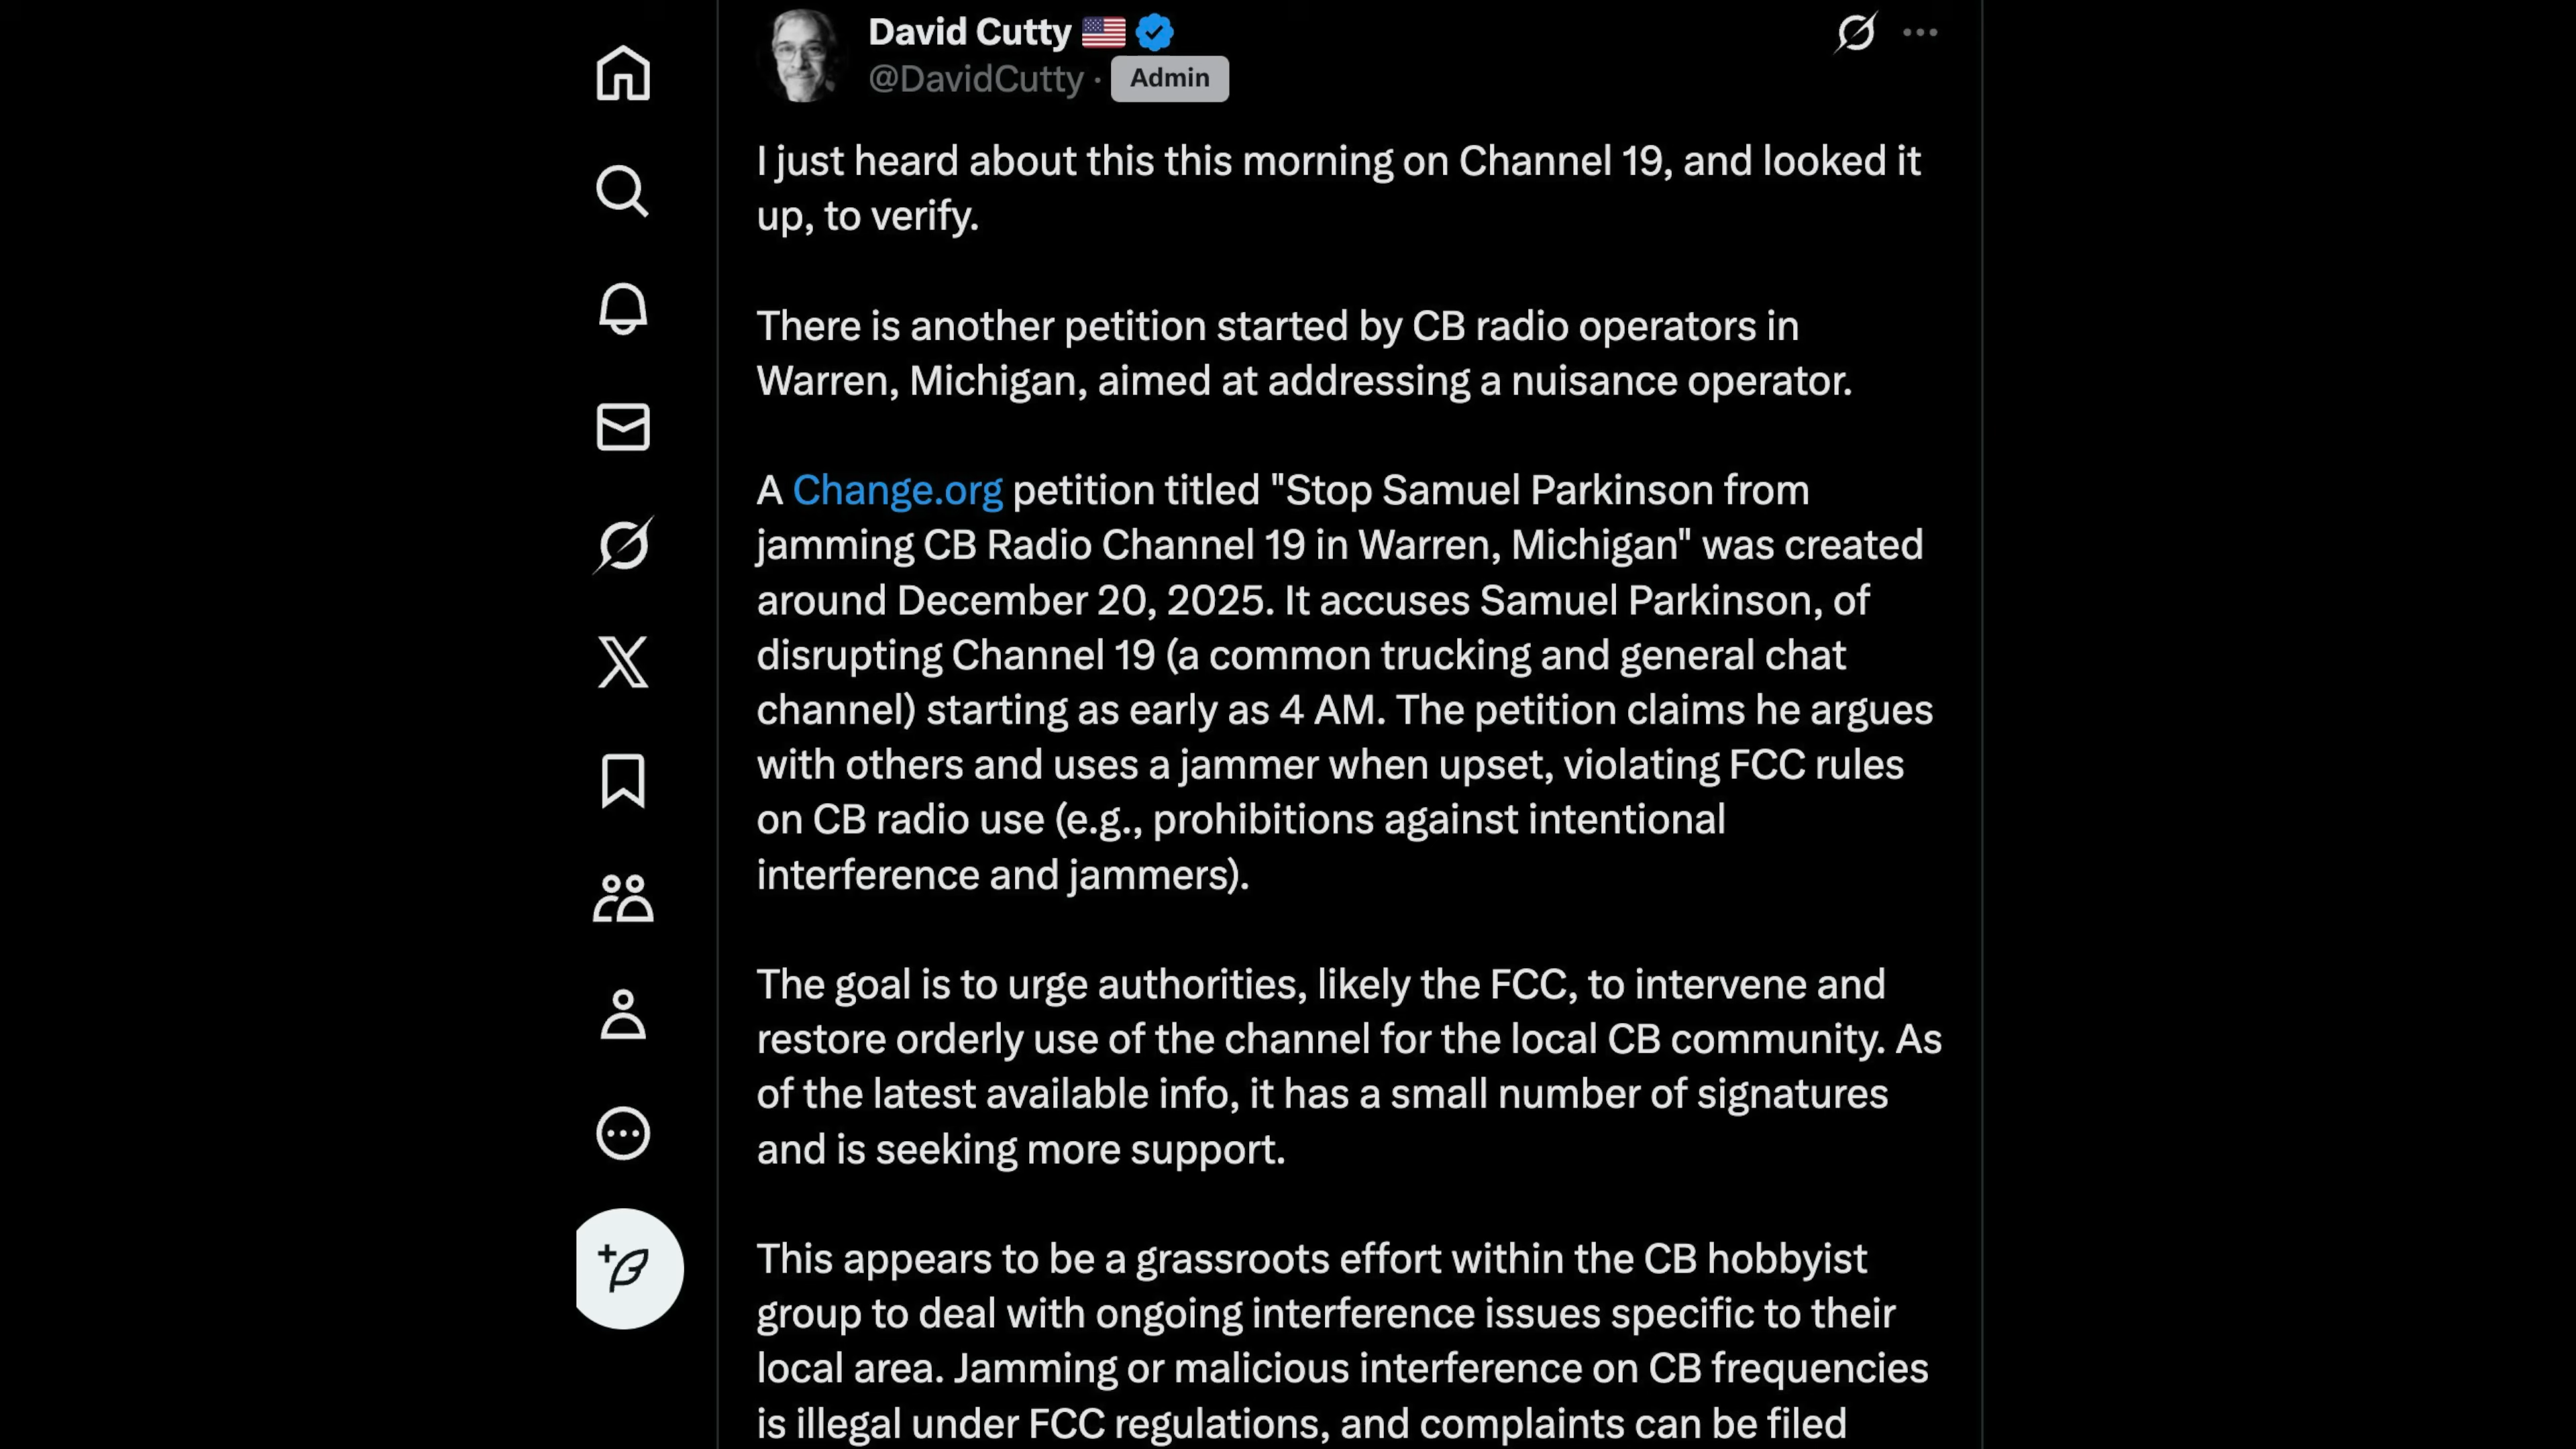 David Cutty 🇺🇸
@DavidCutty · Admin
I just heard about this this morning on Channel 19, and looked it
up, to verify.
There is another petition started by CB radio operators in
Warren, Michigan, aimed at addressing a nuisance operator.
A Change.org petition titled "Stop Samuel Parkinson from
jamming CB Radio Channel 19 in Warren, Michigan" was created
around December 20, 2025. It accuses Samuel Parkinson, of
disrupting Channel 19 (a common trucking and general chat
channel) starting as early as 4 AM. The petition claims he argues
with others and uses a jammer when upset, violating FCC rules
on CB radio use (e.g., prohibitions against intentional
interference and jammers).
The goal is to urge authorities, likely the FCC, to intervene and
restore orderly use of the channel for the local CB community. As
of the latest available info, it has a small number of signatures
and is seeking more support.
This appears to be a grassroots effort within the CB hobbyist
group to deal with ongoing interference issues specific to their
local area. Jamming or malicious interference on CB frequencies
is illegal under FCC regulations, and complaints can be filed